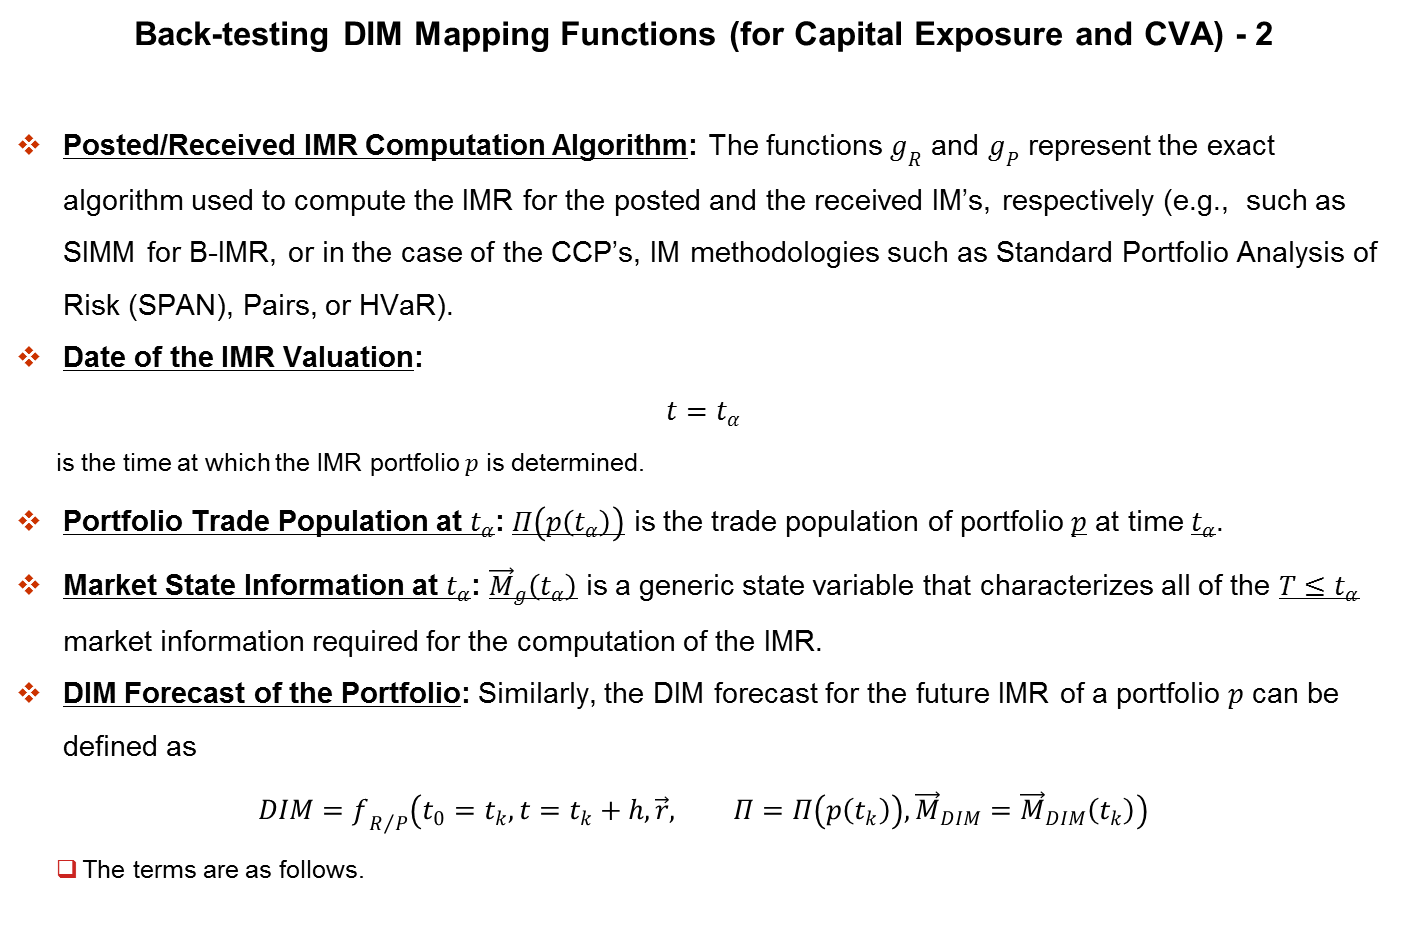 Back-testing DIM Mapping Functions (for Capital Exposure and CVA) - 2
❖ Posted/Received IMR Computation Algorithm: The functions g_R and g_P represent the exact
algorithm used to compute the IMR for the posted and the received IM’s, respectively (e.g., such as
SIMM for B-IMR, or in the case of the CCP’s, IM methodologies such as Standard Portfolio Analysis of
Risk (SPAN), Pairs, or HVaR).
❖ Date of the IMR Valuation:
t = t_α
is the time at which the IMR portfolio p is determined.
❖ Portfolio Trade Population at t_α: Π(p(t_α)) is the trade population of portfolio p at time t_α.
❖ Market State Information at t_α: M⃗_g(t_α) is a generic state variable that characterizes all of the T ≤ t_α
market information required for the computation of the IMR.
❖ DIM Forecast of the Portfolio: Similarly, the DIM forecast for the future IMR of a portfolio p can be
defined as
DIM = f_R/P(t_0 = t_k, t = t_k + h, r⃗, Π = Π(p(t_k)), M⃗_DIM = M⃗_DIM(t_k))
❑ The terms are as follows.